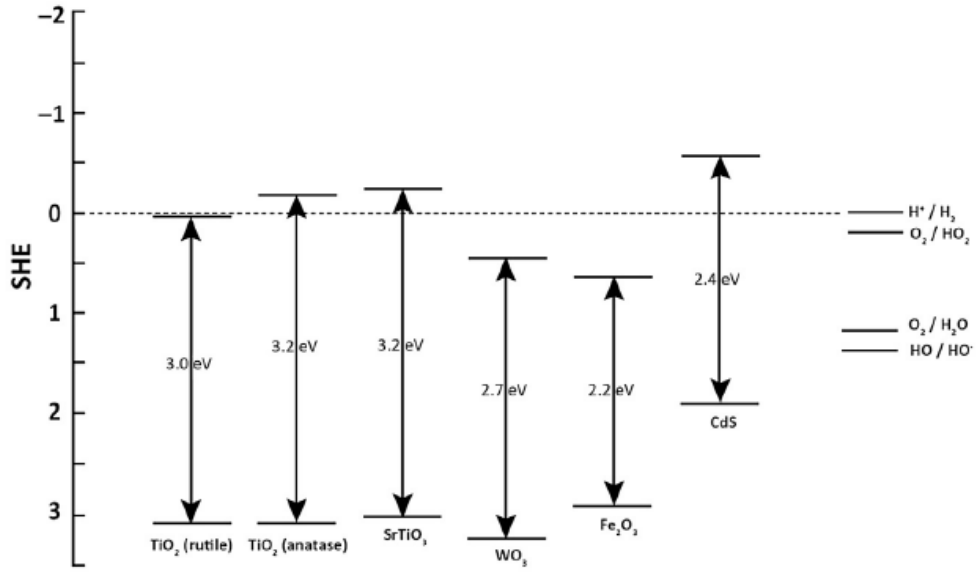 −2
−1
0
1
2
3
SHE
3.0 eV
3.2 eV
3.2 eV
2.7 eV
2.2 eV
2.4 eV
TiO₂ (rutile)
TiO₂ (anatase)
SrTiO₃
WO₃
Fe₂O₃
CdS
H⁺ / H₂
O₂ / HO₂
O₂ / H₂O
HO / HO⁻